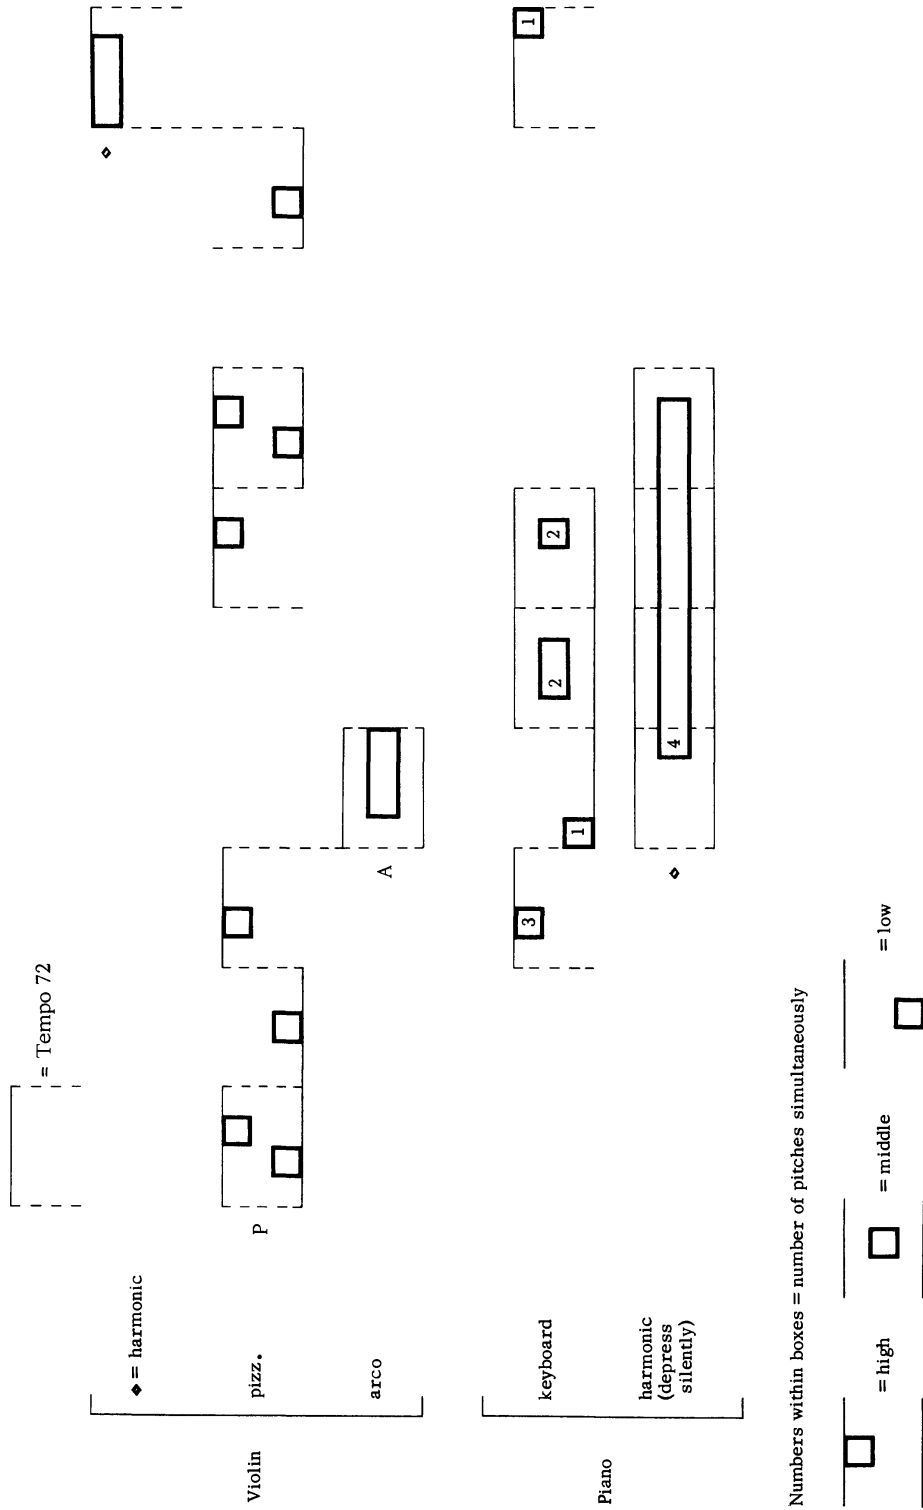 = Tempo 72
◆ = harmonic
Violin
pizz.
P
arco
A
Piano
keyboard
3
1
2
2
1
harmonic
(depress
silently)
4
Numbers within boxes = number of pitches simultaneously
= high
= middle
= low